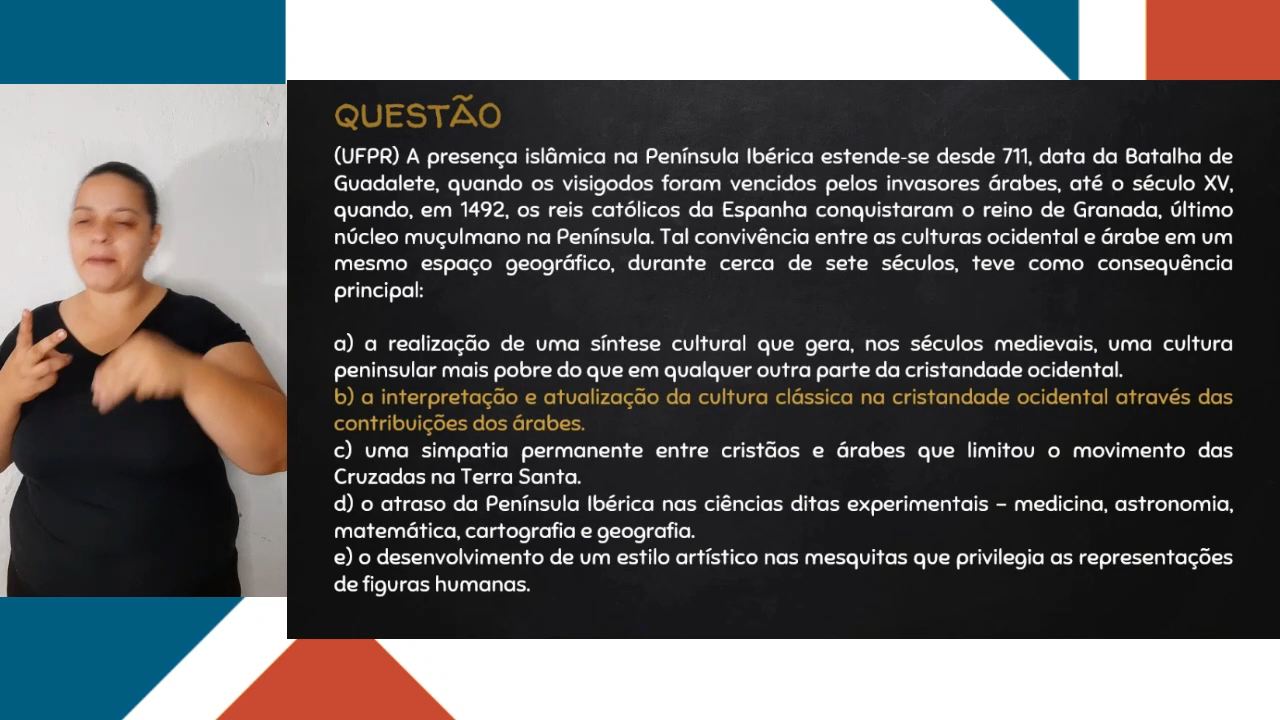 QUESTÃO
(UFPR) A presença islâmica na Península Ibérica estende-se desde 711, data da Batalha de
Guadalete, quando os visigodos foram vencidos pelos invasores árabes, até o século XV,
quando, em 1492, os reis católicos da Espanha conquistaram o reino de Granada, último
núcleo muçulmano na Península. Tal convivência entre as culturas ocidental e árabe em um
mesmo espaço geográfico, durante cerca de sete séculos, teve como consequência
principal:
a) a realização de uma síntese cultural que gera, nos séculos medievais, uma cultura
peninsular mais pobre do que em qualquer outra parte da cristandade ocidental.
b) a interpretação e atualização da cultura clássica na cristandade ocidental através das
contribuições dos árabes.
c) uma simpatia permanente entre cristãos e árabes que limitou o movimento das
Cruzadas na Terra Santa.
d) o atraso da Península Ibérica nas ciências ditas experimentais – medicina, astronomia,
matemática, cartografia e geografia.
e) o desenvolvimento de um estilo artístico nas mesquitas que privilegia as representações
de figuras humanas.